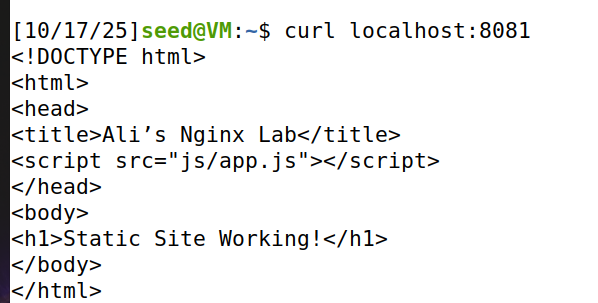 [10/17/25]seed@VM:~$ curl localhost:8081
<!DOCTYPE html>
<html>
<head>
<title>Ali’s Nginx Lab</title>
<script src="js/app.js"></script>
</head>
<body>
<h1>Static Site Working!</h1>
</body>
</html>